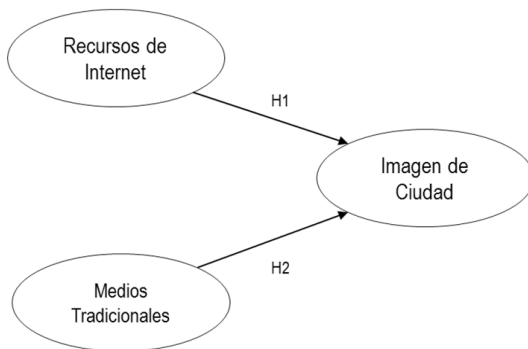 Recursos de
Internet
H1
Imagen de
Ciudad
H2
Medios
Tradicionales